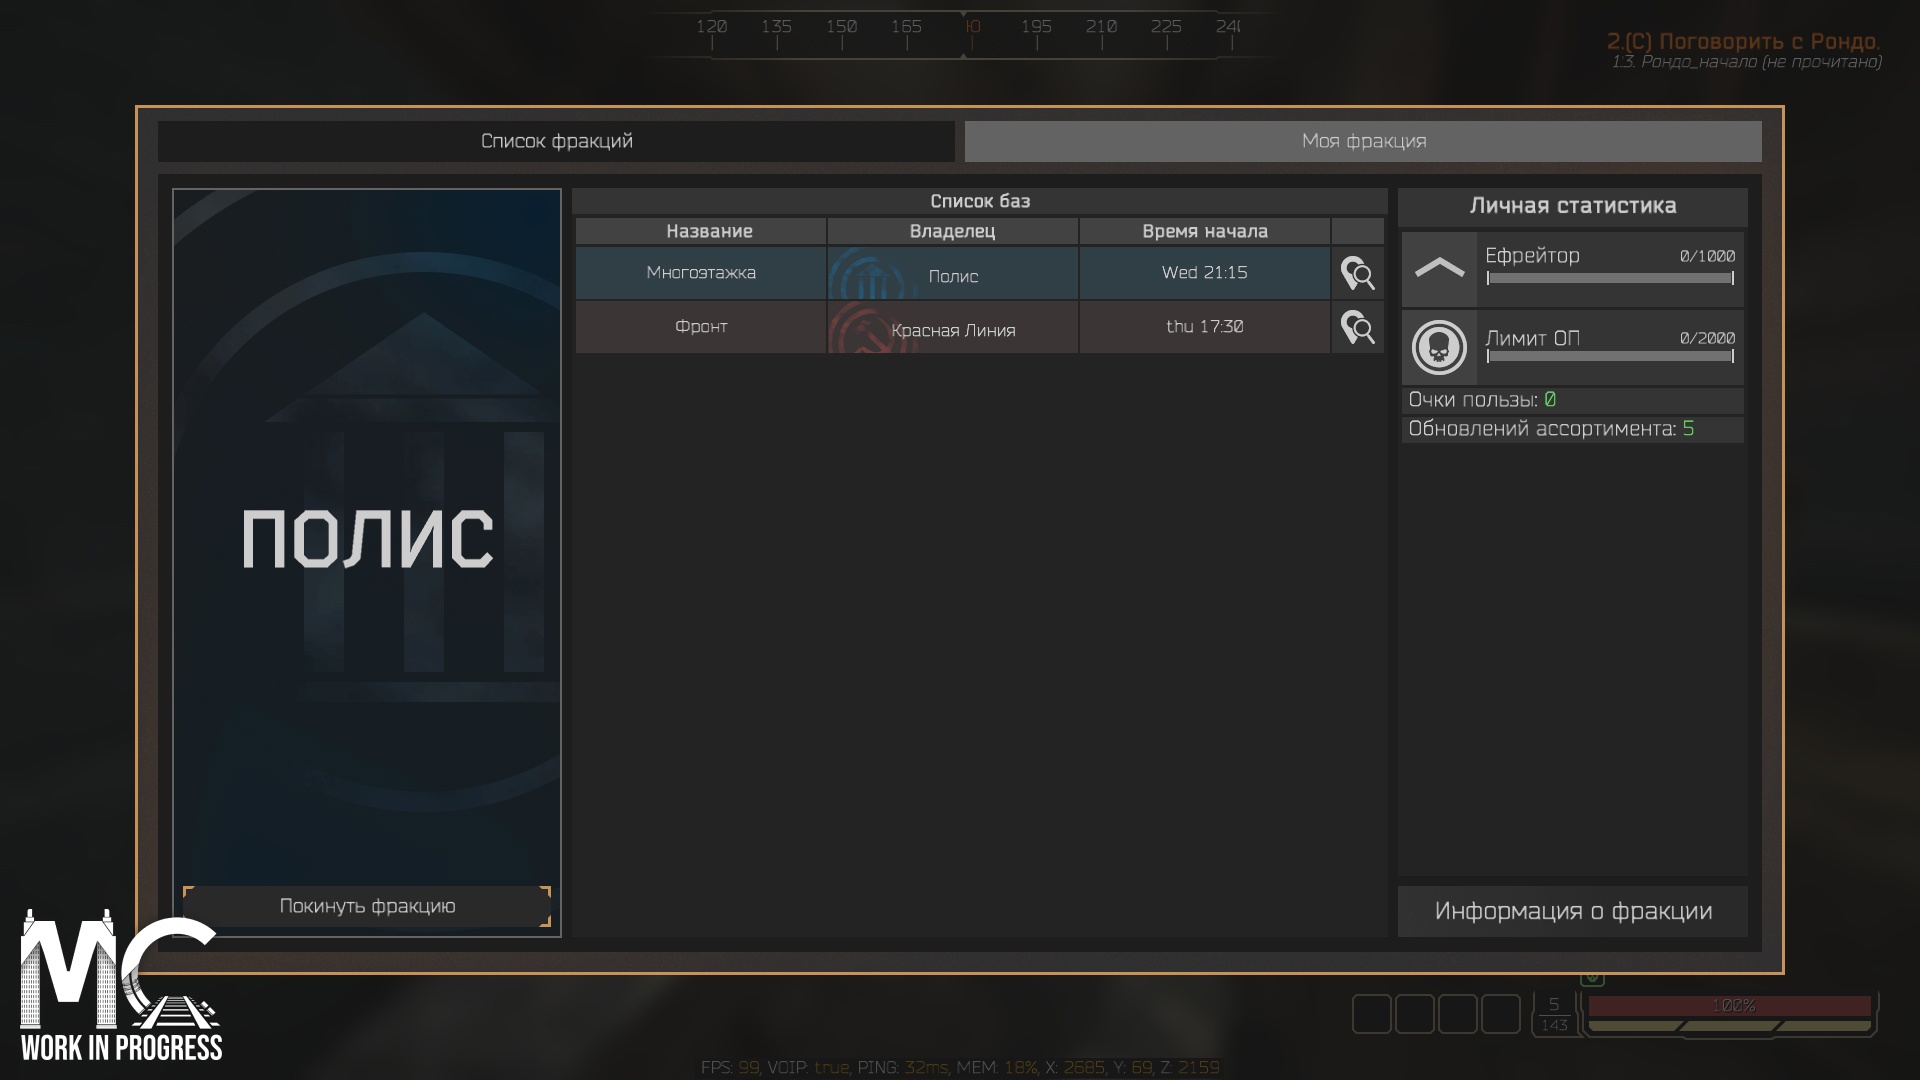 120 135 150 165 Ю 195 210 225 240
2.(С) Поговорить с Рондо.
1.3. Рондо_начало (не прочитано)
Список фракций
Моя фракция
ПОЛИС
Покинуть фракцию
Список баз
Название Владелец Время начала
Многоэтажка Полис Wed 21:15
Фронт Красная Линия thu 17:30
Личная статистика
Ефрейтор 0/1000
Лимит ОП 0/2000
Очки пользы: 0
Обновлений ассортимента: 5
Информация о фракции
MC
WORK IN PROGRESS
5
143
100%
FPS: 99, VOIP: true, PING: 32ms, MEM: 18%, X: 2685, Y: 69, Z: 2159